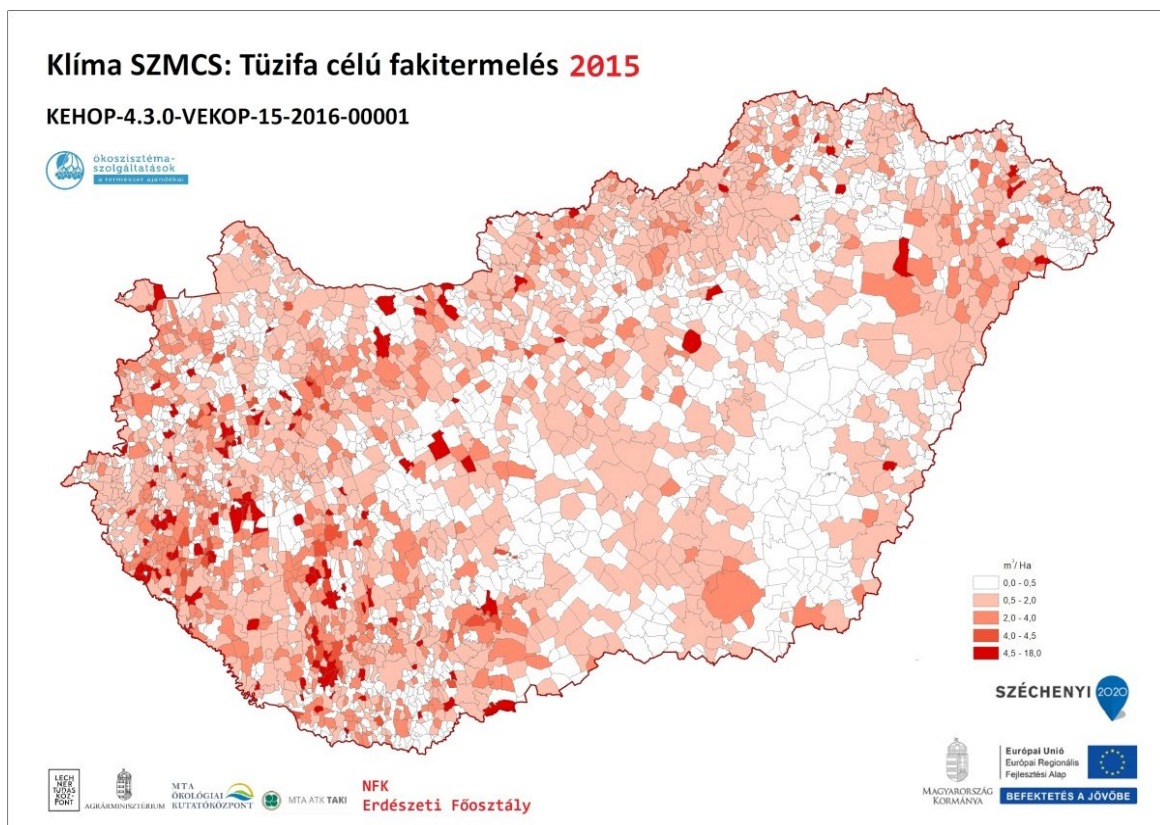 Klíma SZMCS: Tüzifa célú fakitermelés 2015
KEHOP-4.3.0-VEKOP-15-2016-00001
ökoszisztéma-
szolgáltatások
a természet ajándékai
m³/ Ha
0,0 - 0,5
0,5 - 2,0
2,0 - 4,0
4,0 - 4,5
4,5 - 18,0
SZÉCHENYI 2020
LECH
NER
TUDÁS
KÖZ
PONT
AGRÁRMINISZTÉRIUM
MTA
ÖKOLÓGIAI
KUTATÓKÖZPONT
MTA ATK TAKI
NFK
Erdészeti Főosztály
MAGYARORSZÁG
KORMÁNYA
Európai Unió
Európai Regionális
Fejlesztési Alap
BEFEKTETÉS A JÖVŐBE